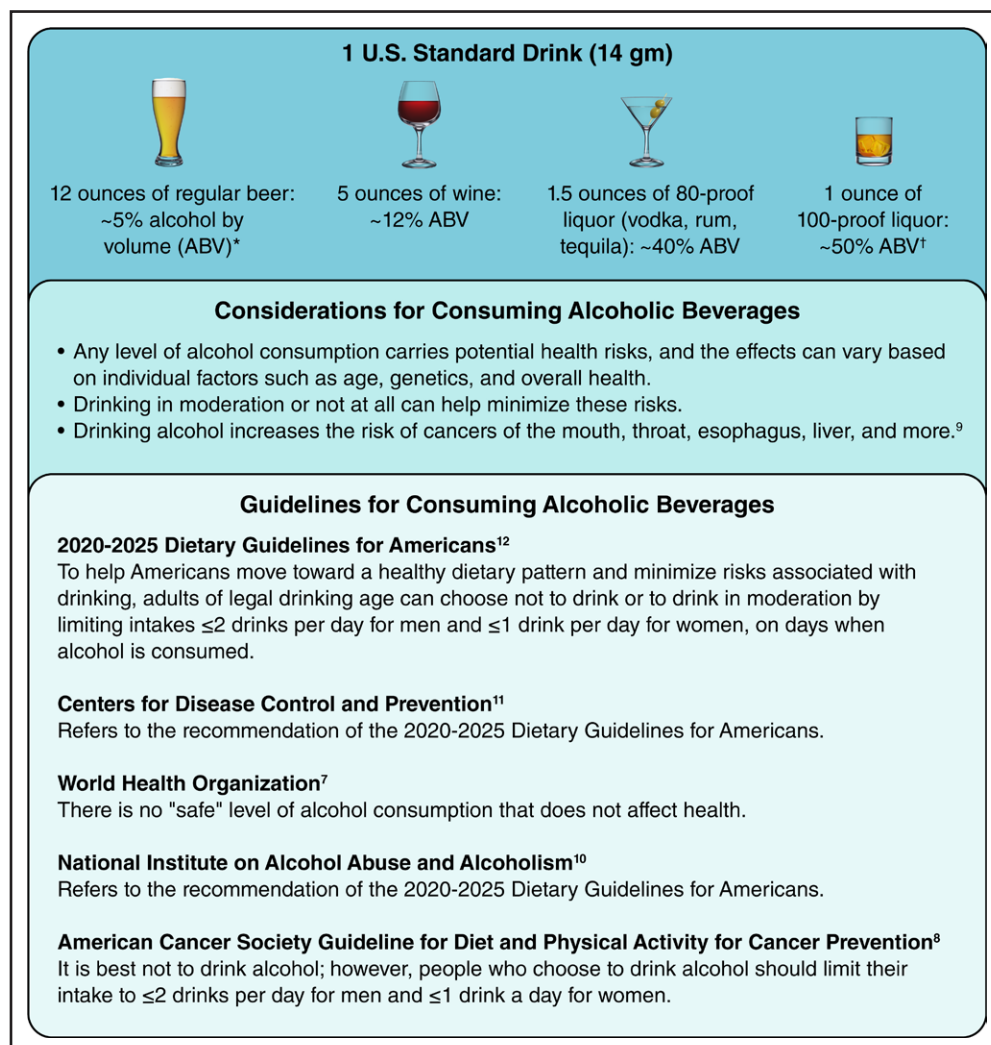 1 U.S. Standard Drink (14 gm)
12 ounces of regular beer:
~5% alcohol by
volume (ABV)*
5 ounces of wine:
~12% ABV
1.5 ounces of 80-proof
liquor (vodka, rum,
tequila): ~40% ABV
1 ounce of
100-proof liquor:
~50% ABV†
Considerations for Consuming Alcoholic Beverages
• Any level of alcohol consumption carries potential health risks, and the effects can vary based
on individual factors such as age, genetics, and overall health.
• Drinking in moderation or not at all can help minimize these risks.
• Drinking alcohol increases the risk of cancers of the mouth, throat, esophagus, liver, and more.⁹
Guidelines for Consuming Alcoholic Beverages
2020-2025 Dietary Guidelines for Americans¹²
To help Americans move toward a healthy dietary pattern and minimize risks associated with
drinking, adults of legal drinking age can choose not to drink or to drink in moderation by
limiting intakes ≤2 drinks per day for men and ≤1 drink per day for women, on days when
alcohol is consumed.
Centers for Disease Control and Prevention¹¹
Refers to the recommendation of the 2020-2025 Dietary Guidelines for Americans.
World Health Organization⁷
There is no "safe" level of alcohol consumption that does not affect health.
National Institute on Alcohol Abuse and Alcoholism¹⁰
Refers to the recommendation of the 2020-2025 Dietary Guidelines for Americans.
American Cancer Society Guideline for Diet and Physical Activity for Cancer Prevention⁸
It is best not to drink alcohol; however, people who choose to drink alcohol should limit their
intake to ≤2 drinks per day for men and ≤1 drink a day for women.